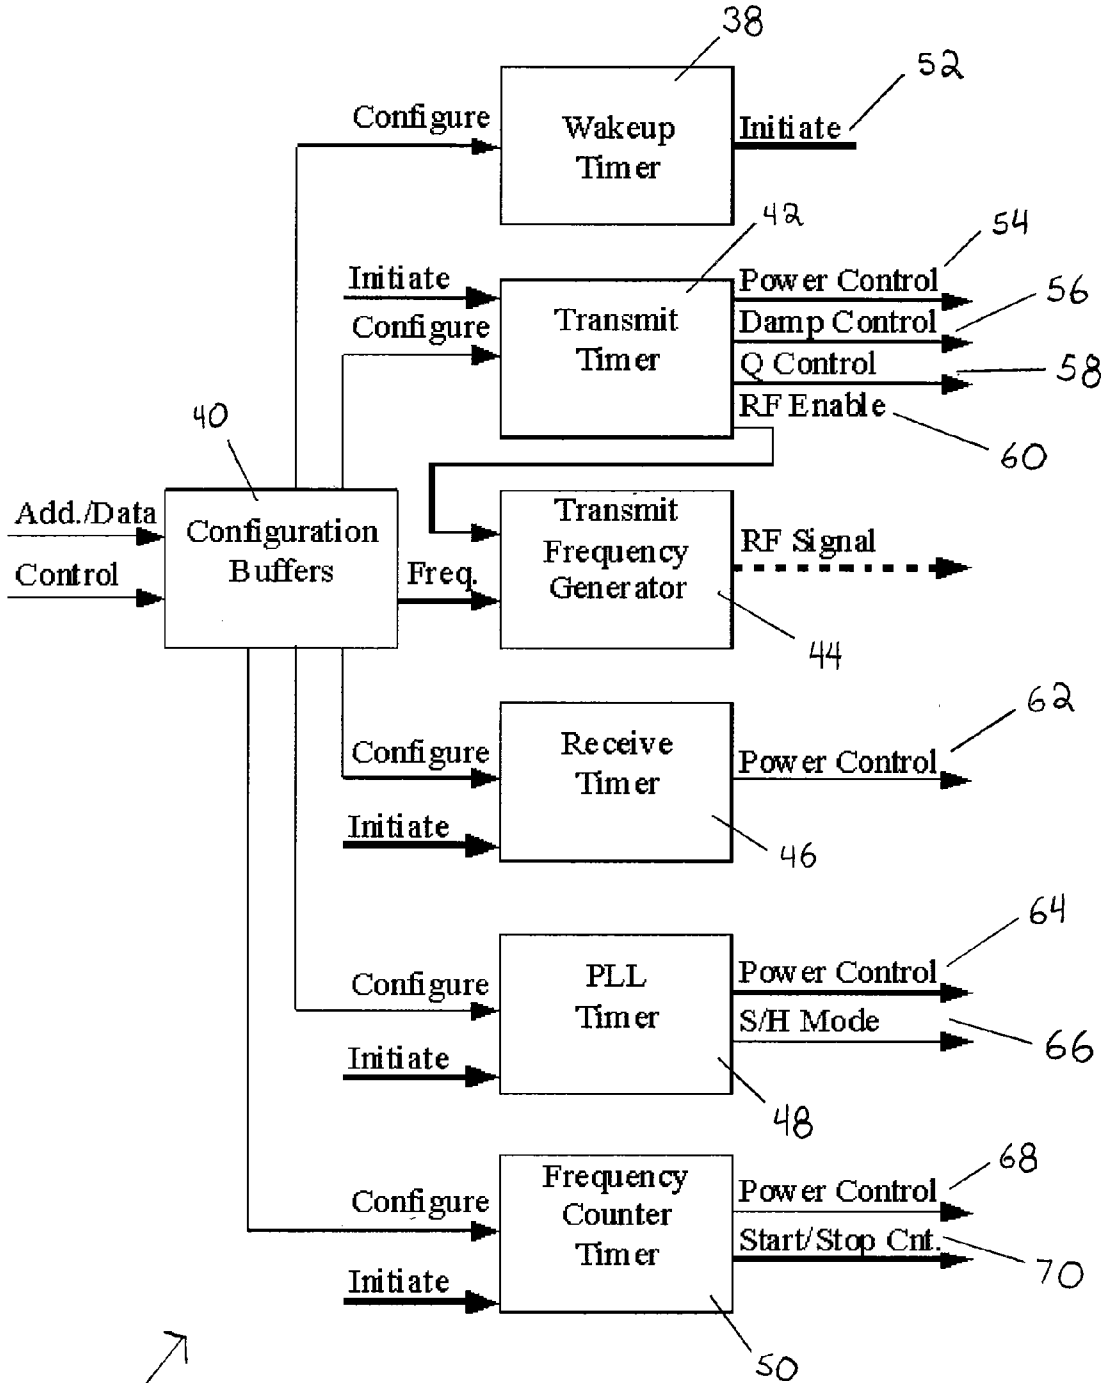 38
52
Configure
Wakeup
Timer
Initiate
42
54
Initiate
Configure
Transmit
Timer
Power Control
Damp Control
56
Q Control
58
RF Enable
60
40
Add./Data
Control
Configuration
Buffers
Freq.
Transmit
Frequency
Generator
RF Signal
44
62
Configure
Initiate
Receive
Timer
Power Control
46
64
Configure
Initiate
PLL
Timer
Power Control
S/H Mode
66
48
68
Configure
Initiate
Frequency
Counter
Timer
Power Control
Start/Stop Cnt.
70
50